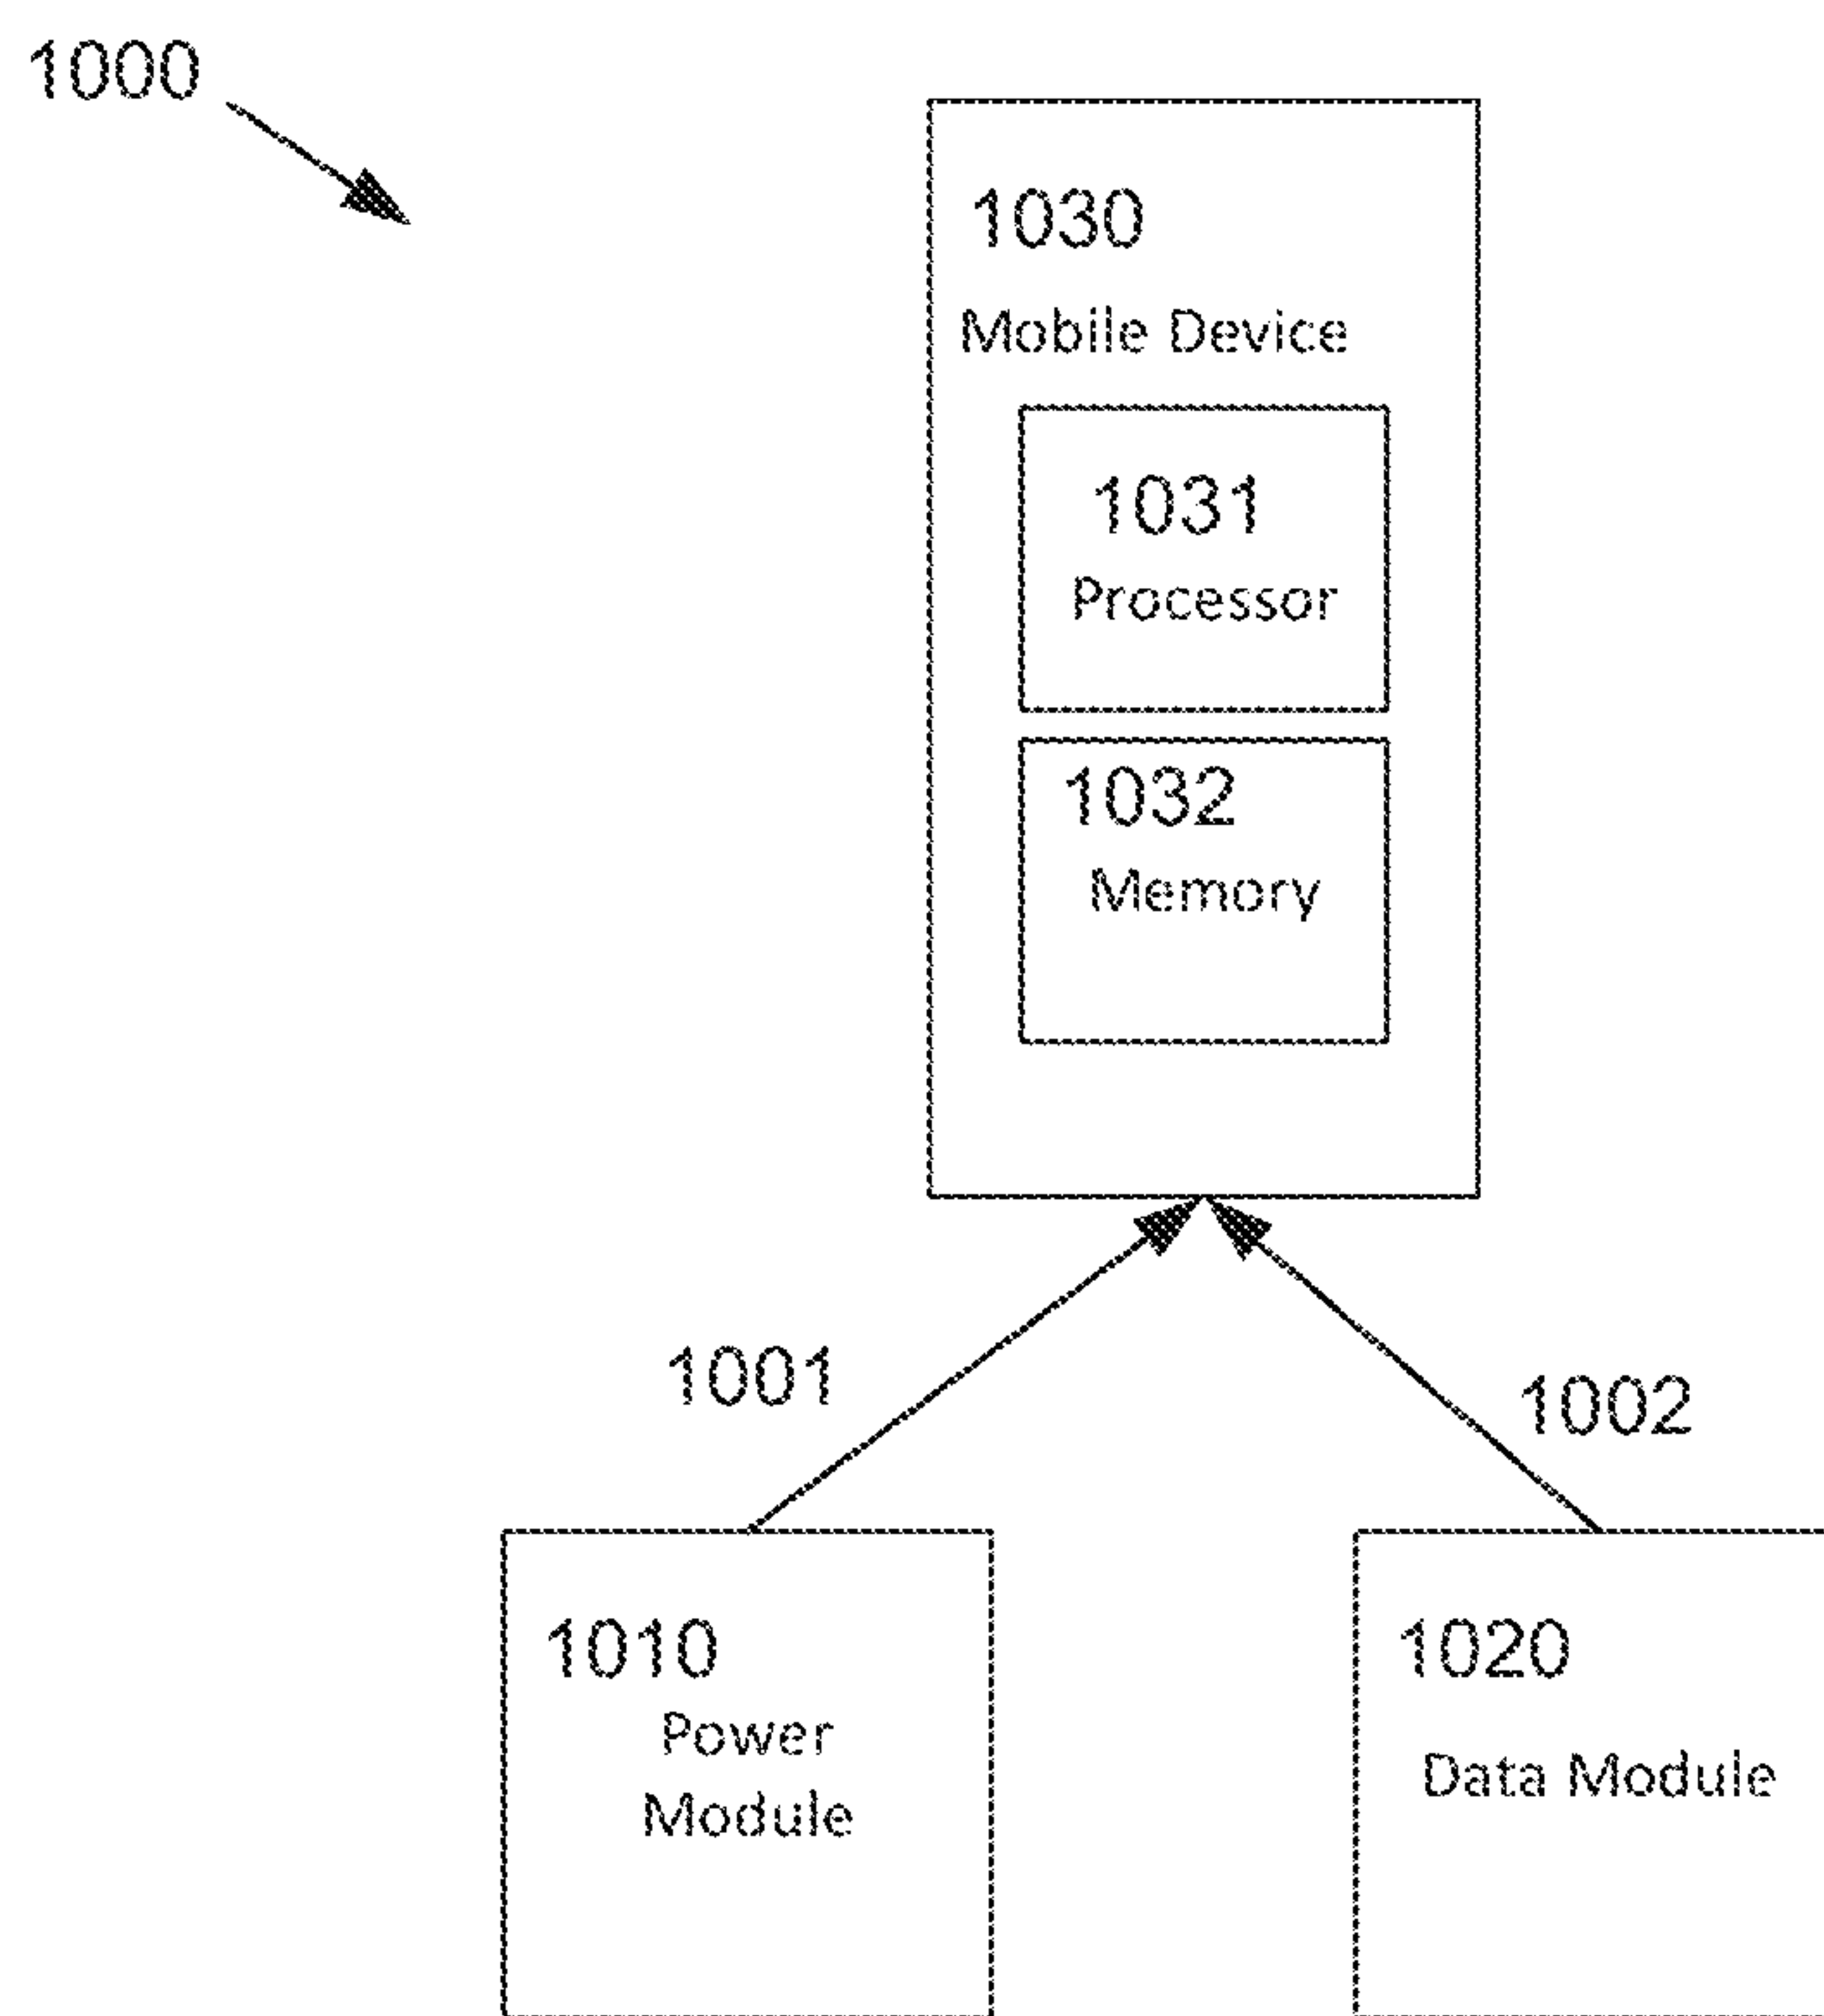 1000
1030
Mobile Device
1031
Processor
1032
Memory
1001
1002
1010
Power
Module
1020
Data Module